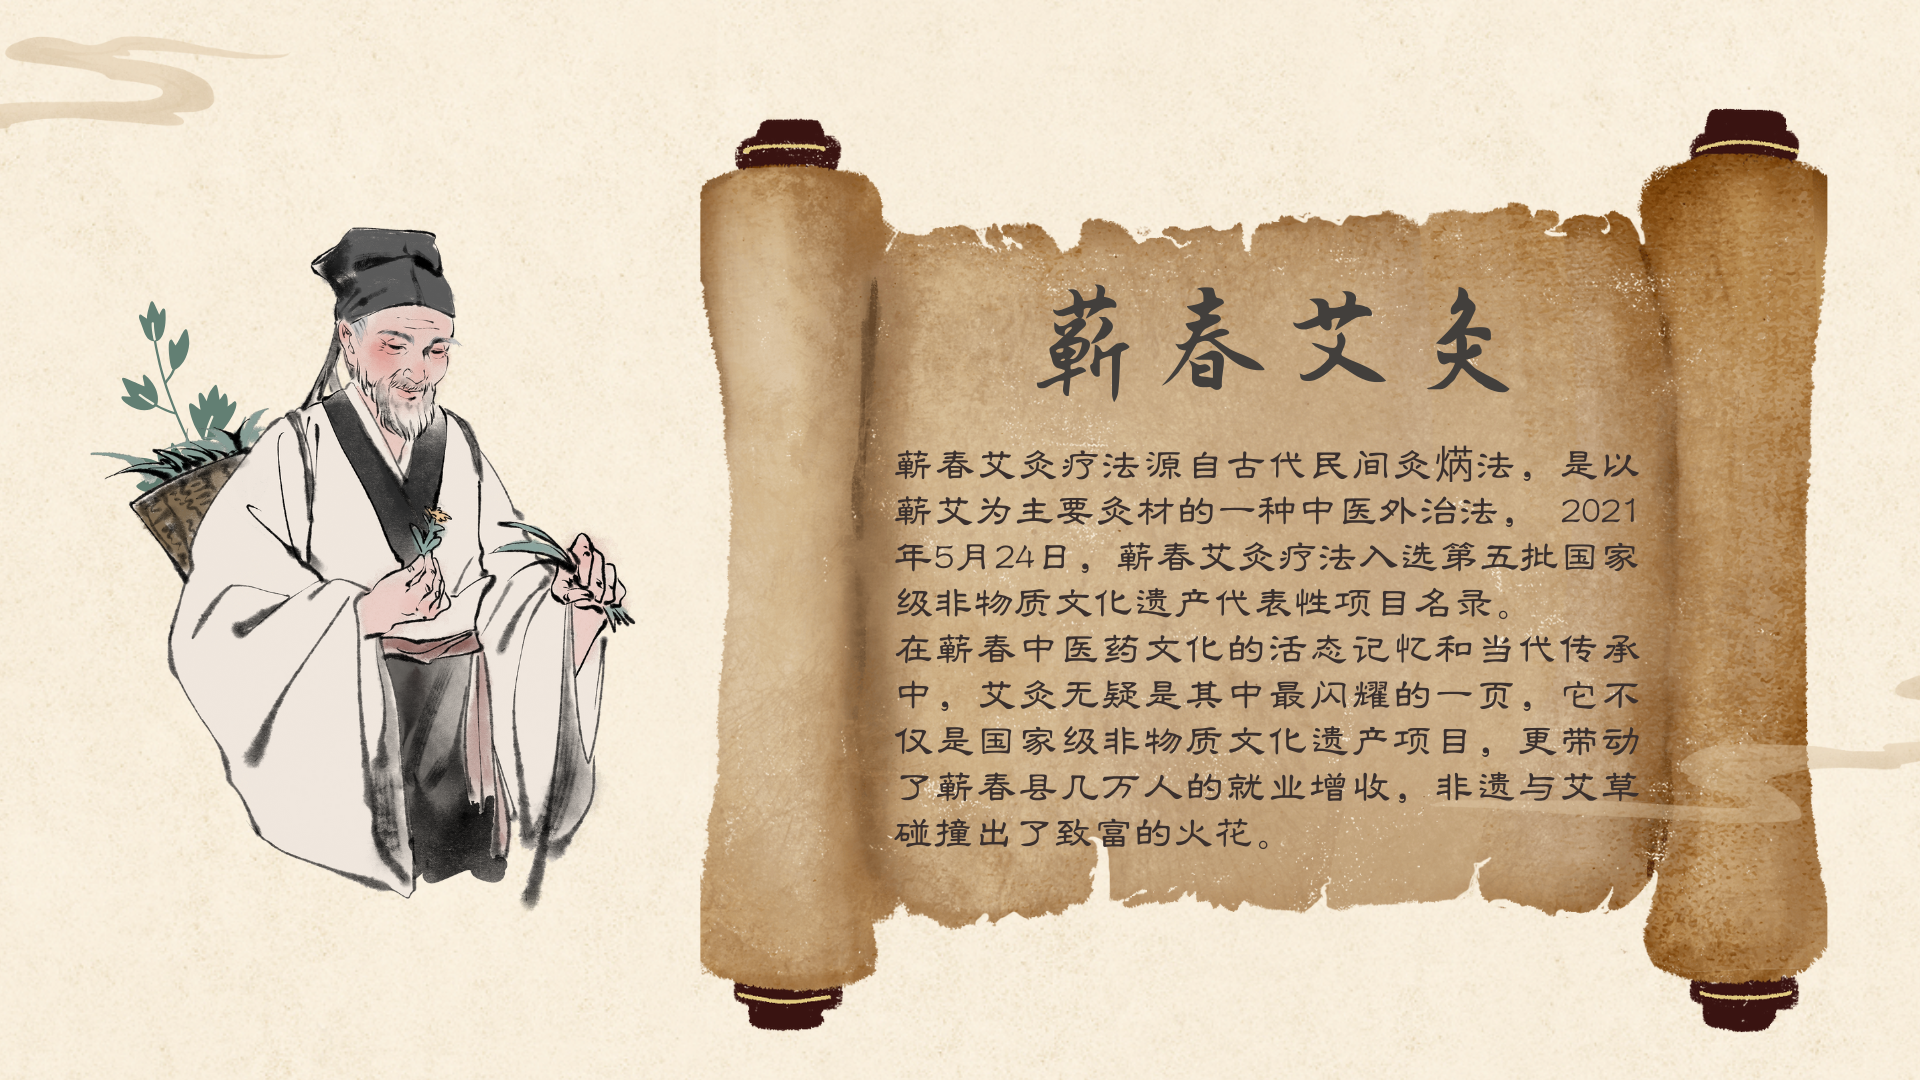 蕲春艾灸
蕲春艾灸疗法源自古代民间灸焫法，是以
蕲艾为主要灸材的一种中医外治法， 2021
年5月24日，蕲春艾灸疗法入选第五批国家
级非物质文化遗产代表性项目名录。
在蕲春中医药文化的活态记忆和当代传承
中，艾灸无疑是其中最闪耀的一页，它不
仅是国家级非物质文化遗产项目，更带动
了蕲春县几万人的就业增收，非遗与艾草
碰撞出了致富的火花。